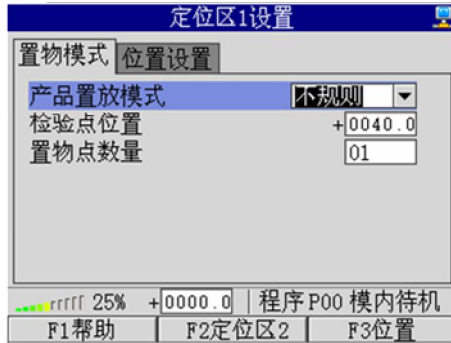 定位区1设置
置物模式 位置设置
产品置放模式 不规则
检验点位置 +0040.0
置物点数量 01
25% +0000.0 程序P00 模内待机
F1帮助 F2定位区2 F3位置